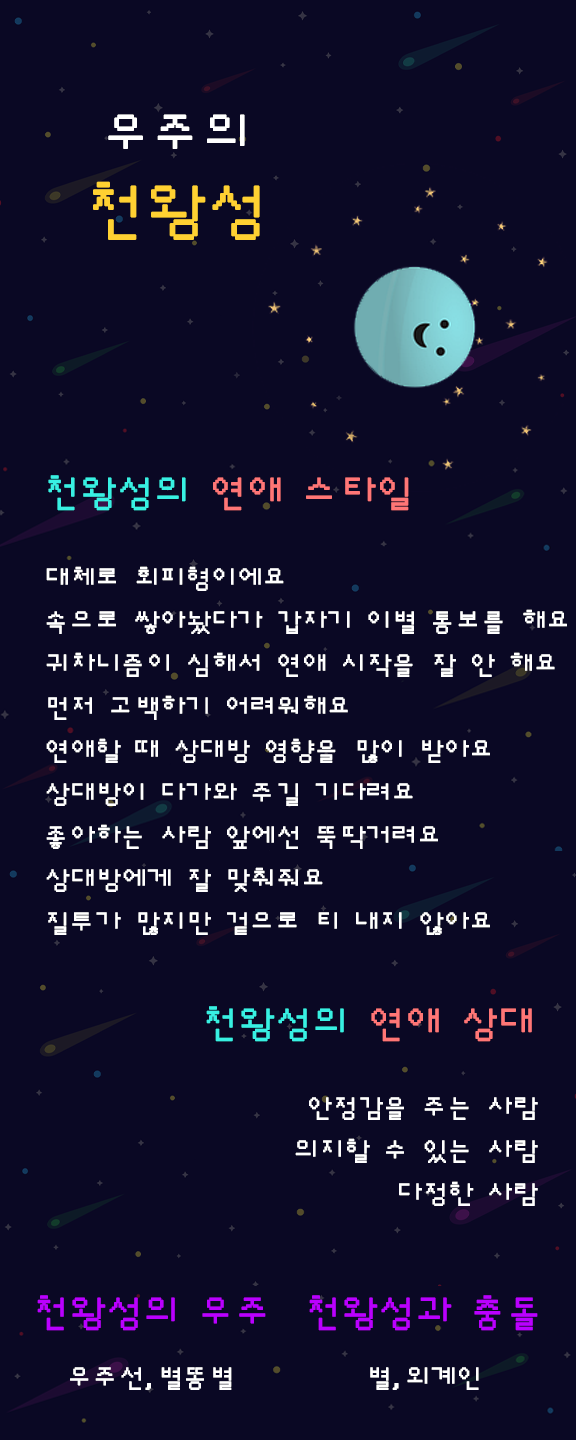 우주의
천왕성
천왕성의 연애 스타일
대체로 회피형이에요
속으로 쌓아놨다가 갑자기 이별 통보를 해요
귀차니즘이 심해서 연애 시작을 잘 안 해요
먼저 고백하기 어려워해요
연애할 때 상대방 영향을 많이 받아요
상대방이 다가와 주길 기다려요
좋아하는 사람 앞에선 뚝딱거려요
상대방에게 잘 맞춰줘요
질투가 많지만 겉으로 티 내지 않아요
천왕성의 연애 상대
안정감을 주는 사람
의지할 수 있는 사람
다정한 사람
천왕성의 우주 천왕성과 충돌
우주선, 별똥별 별, 외계인